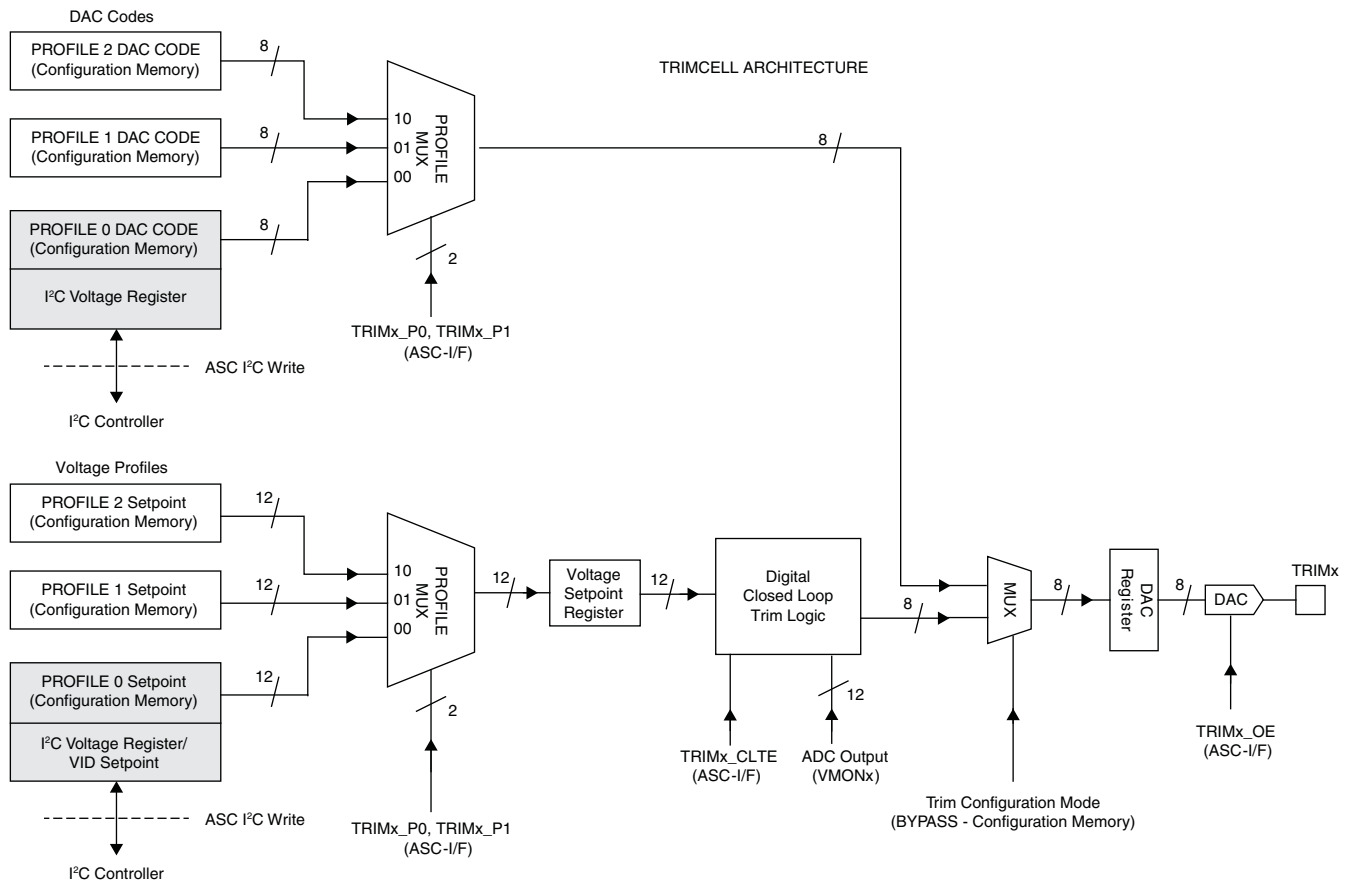 DAC Codes
PROFILE 2 DAC CODE
(Configuration Memory)
8
PROFILE 1 DAC CODE
(Configuration Memory)
8
PROFILE 0 DAC CODE
(Configuration Memory)
8
I²C Voltage Register
ASC I²C Write
I²C Controller
10
01
00
PROFILE
MUX
2
TRIMx_P0, TRIMx_P1
(ASC-I/F)
TRIMCELL ARCHITECTURE
8
Voltage Profiles
PROFILE 2 Setpoint
(Configuration Memory)
12
PROFILE 1 Setpoint
(Configuration Memory)
12
PROFILE 0 Setpoint
(Configuration Memory)
12
I²C Voltage Register/
VID Setpoint
ASC I²C Write
I²C Controller
10
01
00
PROFILE
MUX
2
TRIMx_P0, TRIMx_P1
(ASC-I/F)
12
Voltage
Setpoint
Register
12
Digital
Closed Loop
Trim Logic
TRIMx_CLTE
(ASC-I/F)
12
ADC Output
(VMONx)
8
MUX
Trim Configuration Mode
(BYPASS - Configuration Memory)
8
DAC
Register
8
DAC
TRIMx_OE
(ASC-I/F)
TRIMx